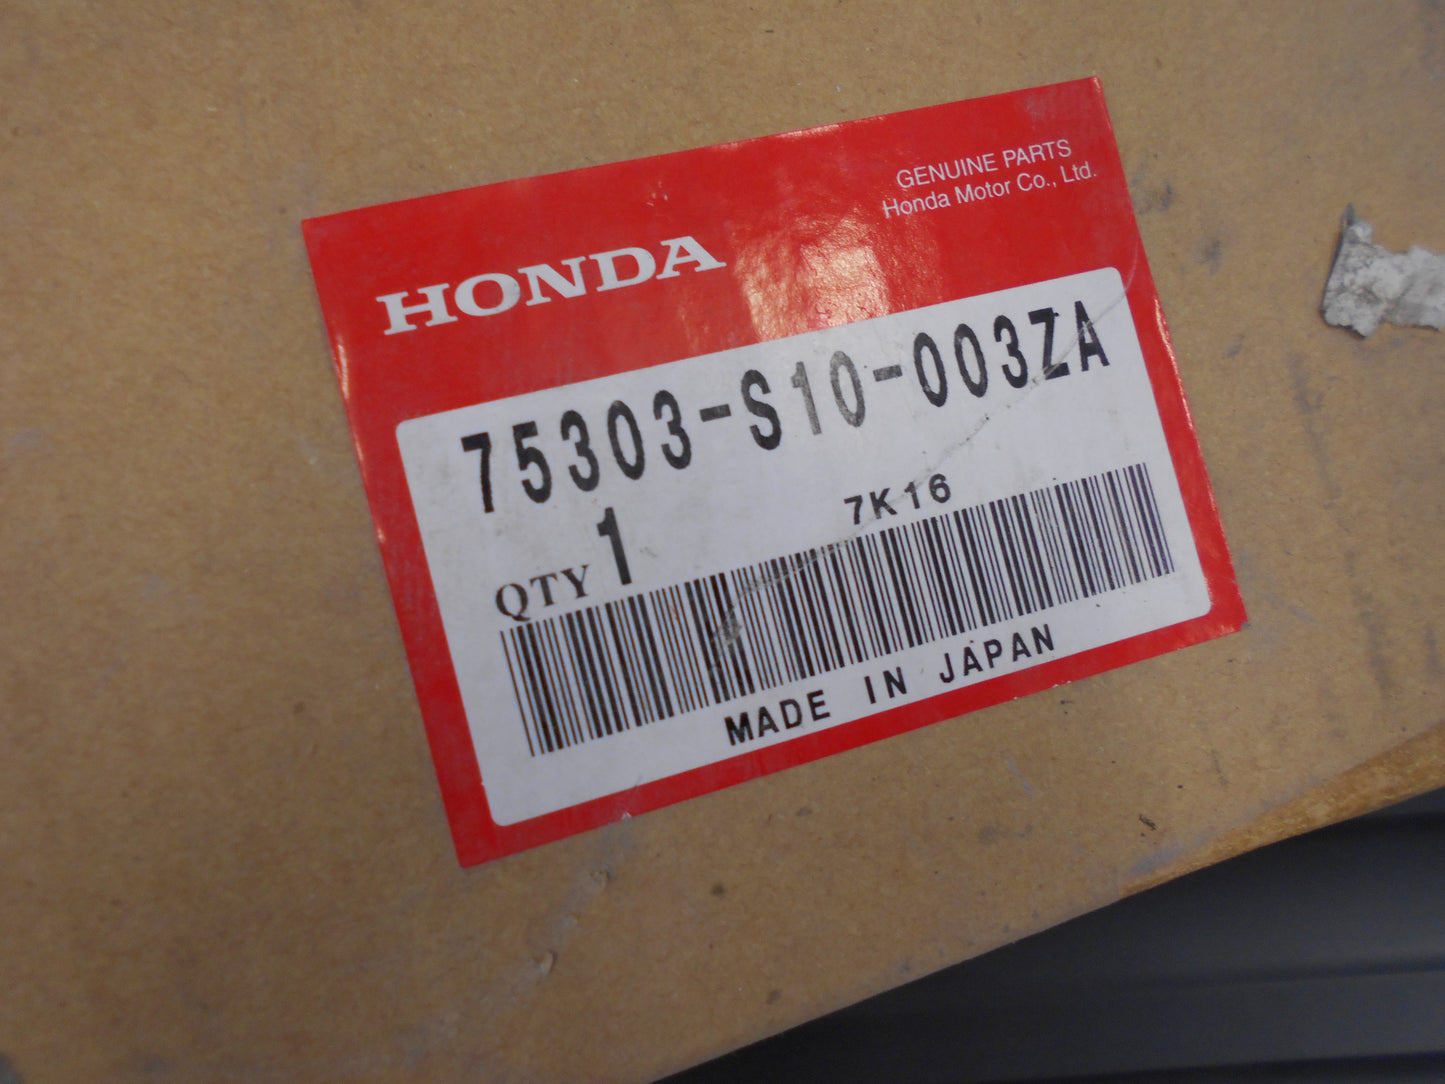 GENUINE PARTS
Honda Motor Co., Ltd.
HONDA
75303-S10-003ZA
QTY 1
7K16
MADE IN JAPAN